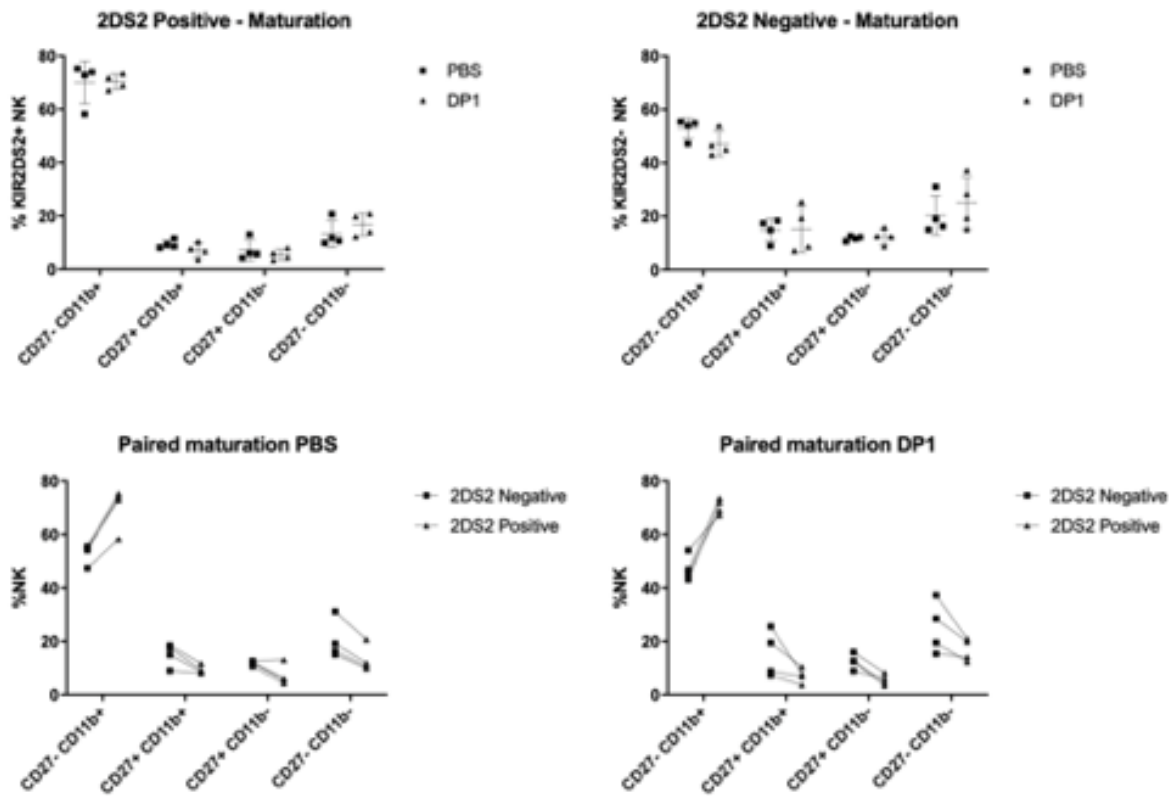 2DS2 Positive - Maturation
% KIR2DS2+ NK
80
60
40
20
0
PBS
DP1
CD27- CD11b+
CD27+ CD11b+
CD27+ CD11b-
CD27- CD11b-
2DS2 Negative - Maturation
% KIR2DS2- NK
80
60
40
20
0
PBS
DP1
CD27- CD11b+
CD27+ CD11b+
CD27+ CD11b-
CD27- CD11b-
Paired maturation PBS
%NK
80
60
40
20
0
2DS2 Negative
2DS2 Positive
CD27- CD11b+
CD27+ CD11b+
CD27+ CD11b-
CD27- CD11b-
Paired maturation DP1
%NK
80
60
40
20
0
2DS2 Negative
2DS2 Positive
CD27- CD11b+
CD27+ CD11b+
CD27+ CD11b-
CD27- CD11b-